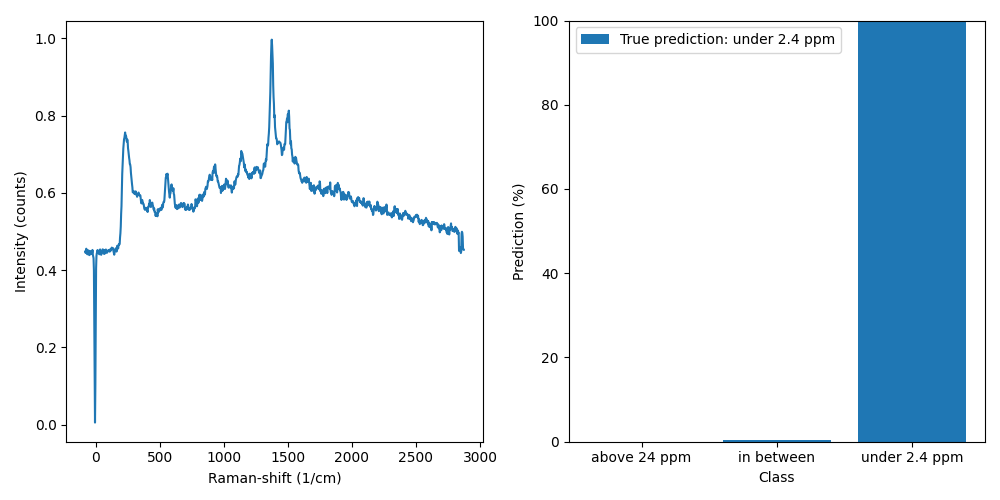 1.0
0.8
0.6
0.4
0.2
0.0
Intensity (counts)
0 500 1000 1500 2000 2500 3000
Raman-shift (1/cm)
100
80
60
40
20
0
Prediction (%)
True prediction: under 2.4 ppm
above 24 ppm in between under 2.4 ppm
Class